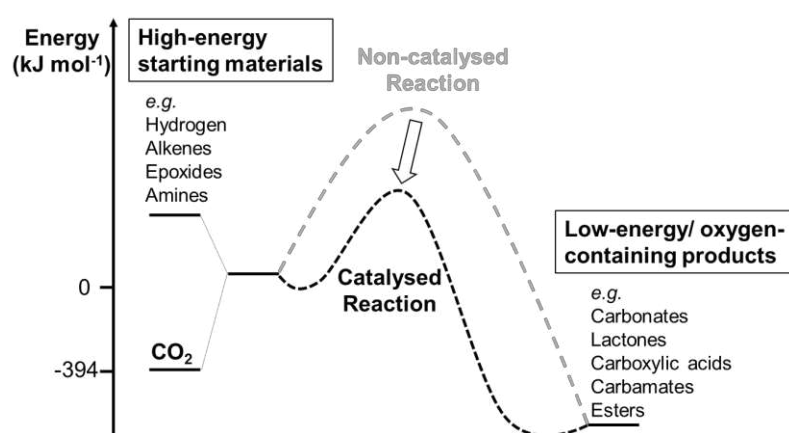 Energy
(kJ mol⁻¹)
High-energy
starting materials
e.g.
Hydrogen
Alkenes
Epoxides
Amines
Non-catalysed
Reaction
0
CO₂
-394
Catalysed
Reaction
Low-energy/ oxygen-
containing products
e.g.
Carbonates
Lactones
Carboxylic acids
Carbamates
Esters